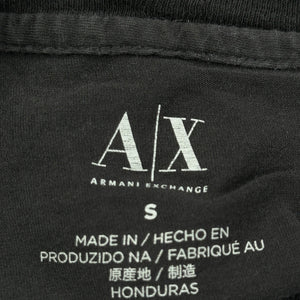 A|X
ARMANI EXCHANGE
S
MADE IN / HECHO EN
PRODUZIDO NA / FABRIQUÉ AU
原産地 / 制造
HONDURAS